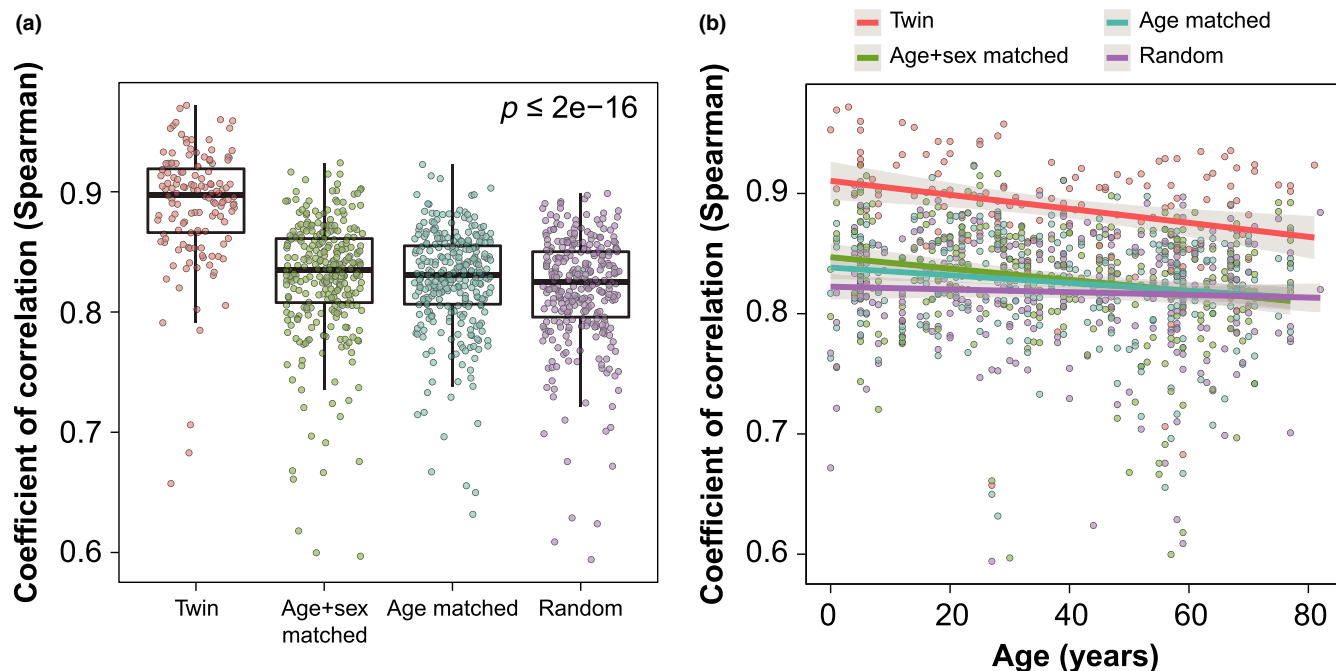 (a)
Coefficient of correlation (Spearman)
0.9
0.8
0.7
0.6
p ≤ 2e−16
Twin
Age+sex
matched
Age matched
Random
(b)
Twin
Age+sex matched
Age matched
Random
Coefficient of correlation (Spearman)
0.9
0.8
0.7
0.6
0 20 40 60 80
Age (years)